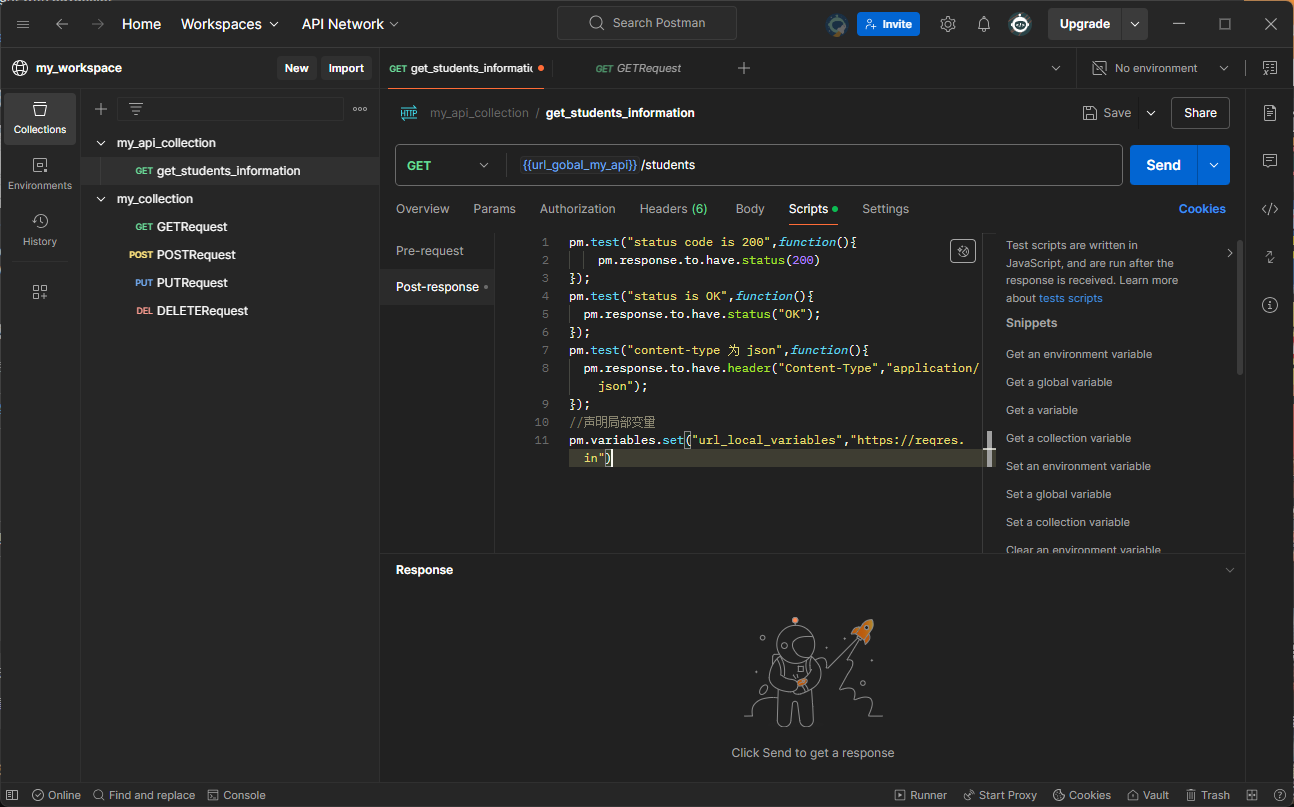 Home
Workspaces
API Network
Search Postman
Invite
Upgrade
my_workspace
New
Import
GET get_students_informatic
GET GETRequest
No environment
Collections
Environments
History
my_api_collection
GET get_students_information
my_collection
GET GETRequest
POST POSTRequest
PUT PUTRequest
DEL DELETERequest
HTTP my_api_collection / get_students_information
Save
Share
GET
{{url_gobal_my_api}} /students
Send
Overview
Params
Authorization
Headers (6)
Body
Scripts
Settings
Cookies
Pre-request
Post-response
1 pm.test("status code is 200",function(){
2 pm.response.to.have.status(200)
3 });
4 pm.test("status is OK",function(){
5 pm.response.to.have.status("OK");
6 });
7 pm.test("content-type 为 json",function(){
8 pm.response.to.have.header("Content-Type","application/
json");
9 });
10 //声明局部变量
11 pm.variables.set("url_local_variables","https://reqres.
in")
Test scripts are written in
JavaScript, and are run after the
response is received. Learn more
about tests scripts
Snippets
Get an environment variable
Get a global variable
Get a variable
Get a collection variable
Set an environment variable
Set a global variable
Set a collection variable
Clear an environment variable
Response
Click Send to get a response
Online
Find and replace
Console
Runner
Start Proxy
Cookies
Vault
Trash